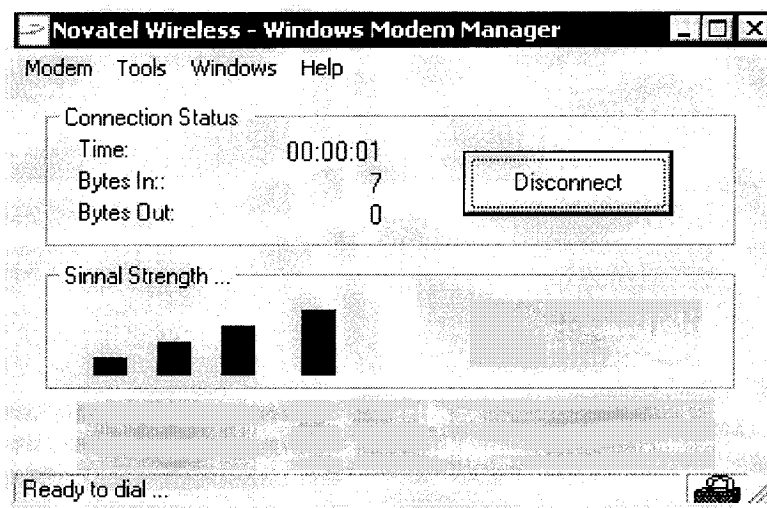 Novatel Wireless - Windows Modem Manager
Modem Tools Windows Help
Connection Status
Time: 00:00:01
Bytes In:: 7
Disconnect
Bytes Out: 0
Sinnal Strength ...
Ready to dial ...